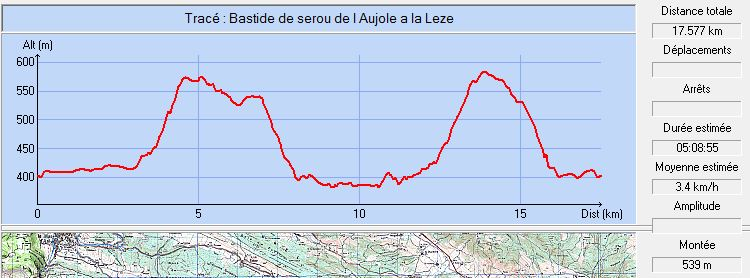 Tracé : Bastide de serou de l Aujole a la Leze
Alt (m)
600
550
500
450
400
0
5
10
15
Dist (km)
Distance totale
17.577 km
Déplacements
Arrêts
Durée estimée
05:08:55
Moyenne estimée
3.4 km/h
Amplitude
Montée
539 m